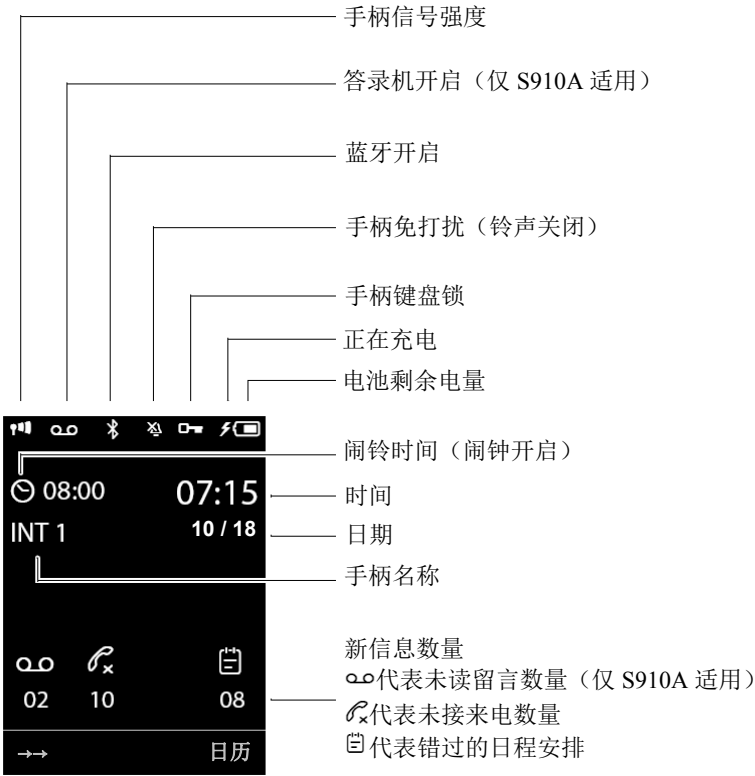 手柄信号强度
答录机开启（仅 S910A 适用）
蓝牙开启
手柄免打扰（铃声关闭）
手柄键盘锁
正在充电
电池剩余电量
闹铃时间（闹钟开启）
08:00
07:15
时间
INT 1
10 / 18
日期
手柄名称
新信息数量
代表未读留言数量（仅 S910A 适用）
代表未接来电数量
代表错过的日程安排
02
10
08
日历